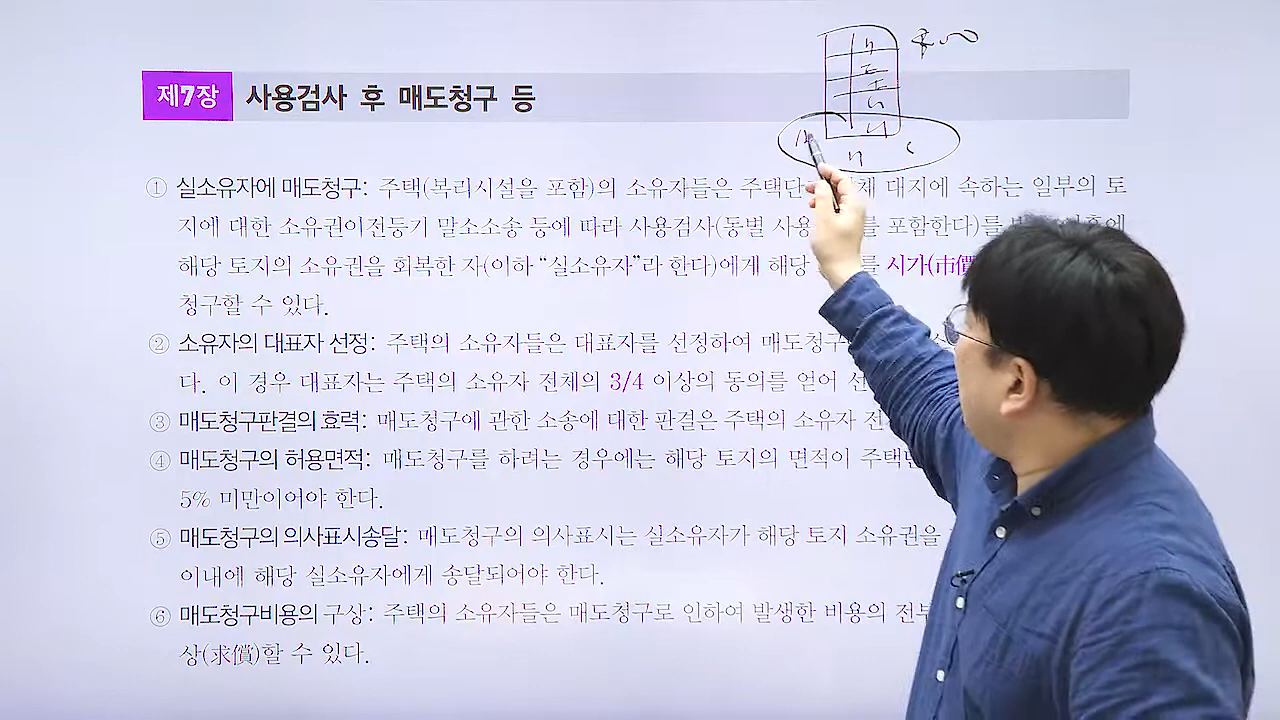 제7장 사용검사 후 매도청구 등
① 실소유자에 매도청구: 주택(복리시설을 포함)의 소유자들은 주택단 대지에 속하는 일부의 토
지에 대한 소유권이전등기 말소소송 등에 따라 사용검사(동별 사용 를 포함한다)를
해당 토지의 소유권을 회복한 자(이하 “실소유자”라 한다)에게 해당 를 시가(市價
청구할 수 있다.
② 소유자의 대표자 선정: 주택의 소유자들은 대표자를 선정하여 매도청구
다. 이 경우 대표자는 주택의 소유자 전체의 3/4 이상의 동의를 얻어 선
③ 매도청구판결의 효력: 매도청구에 관한 소송에 대한 판결은 주택의 소유자 전
④ 매도청구의 허용면적: 매도청구를 하려는 경우에는 해당 토지의 면적이 주택단
5% 미만이어야 한다.
⑤ 매도청구의 의사표시송달: 매도청구의 의사표시는 실소유자가 해당 토지 소유권을
이내에 해당 실소유자에게 송달되어야 한다.
⑥ 매도청구비용의 구상: 주택의 소유자들은 매도청구로 인하여 발생한 비용의 전부
상(求償)할 수 있다.